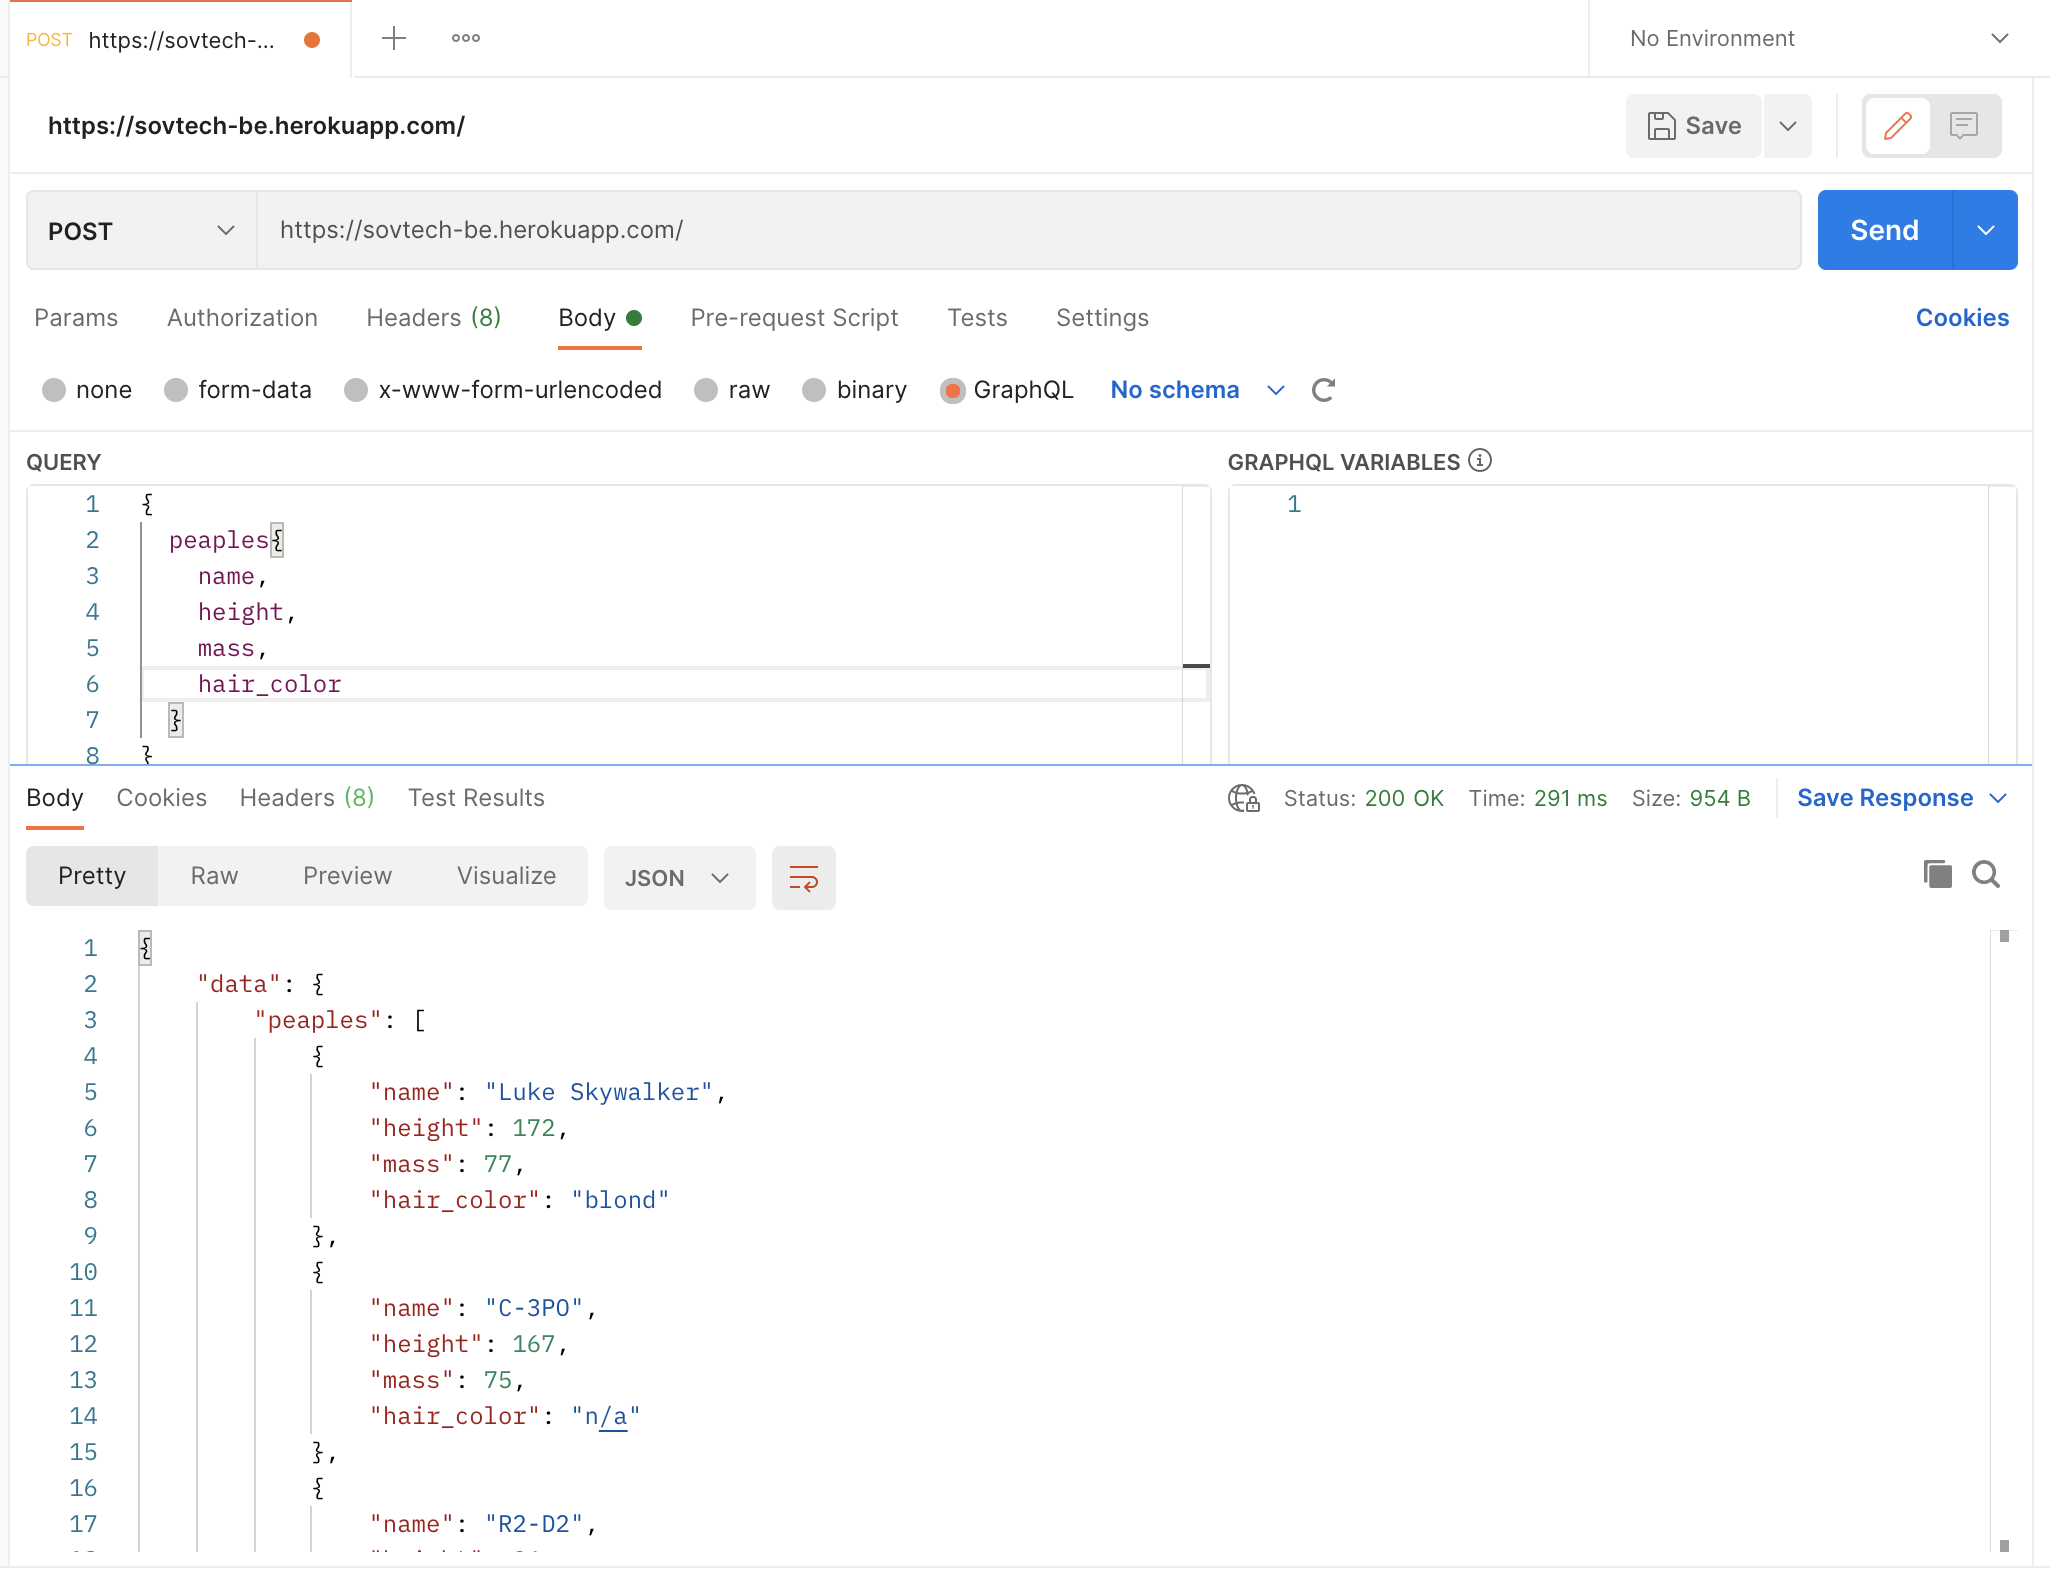 POST https://sovtech-... No Environment
https://sovtech-be.herokuapp.com/ Save
POST https://sovtech-be.herokuapp.com/ Send
Params Authorization Headers (8) Body Pre-request Script Tests Settings Cookies
none form-data x-www-form-urlencoded raw binary GraphQL No schema
QUERY
1 {
2 peaples{
3 name,
4 height,
5 mass,
6 hair_color
7 }
8 }
GRAPHQL VARIABLES
1
Body Cookies Headers (8) Test Results Status: 200 OK Time: 291 ms Size: 954 B Save Response
Pretty Raw Preview Visualize JSON
1 {
2 "data": {
3 "peaples": [
4 {
5 "name": "Luke Skywalker",
6 "height": 172,
7 "mass": 77,
8 "hair_color": "blond"
9 },
10 {
11 "name": "C-3PO",
12 "height": 167,
13 "mass": 75,
14 "hair_color": "n/a"
15 },
16 {
17 "name": "R2-D2",